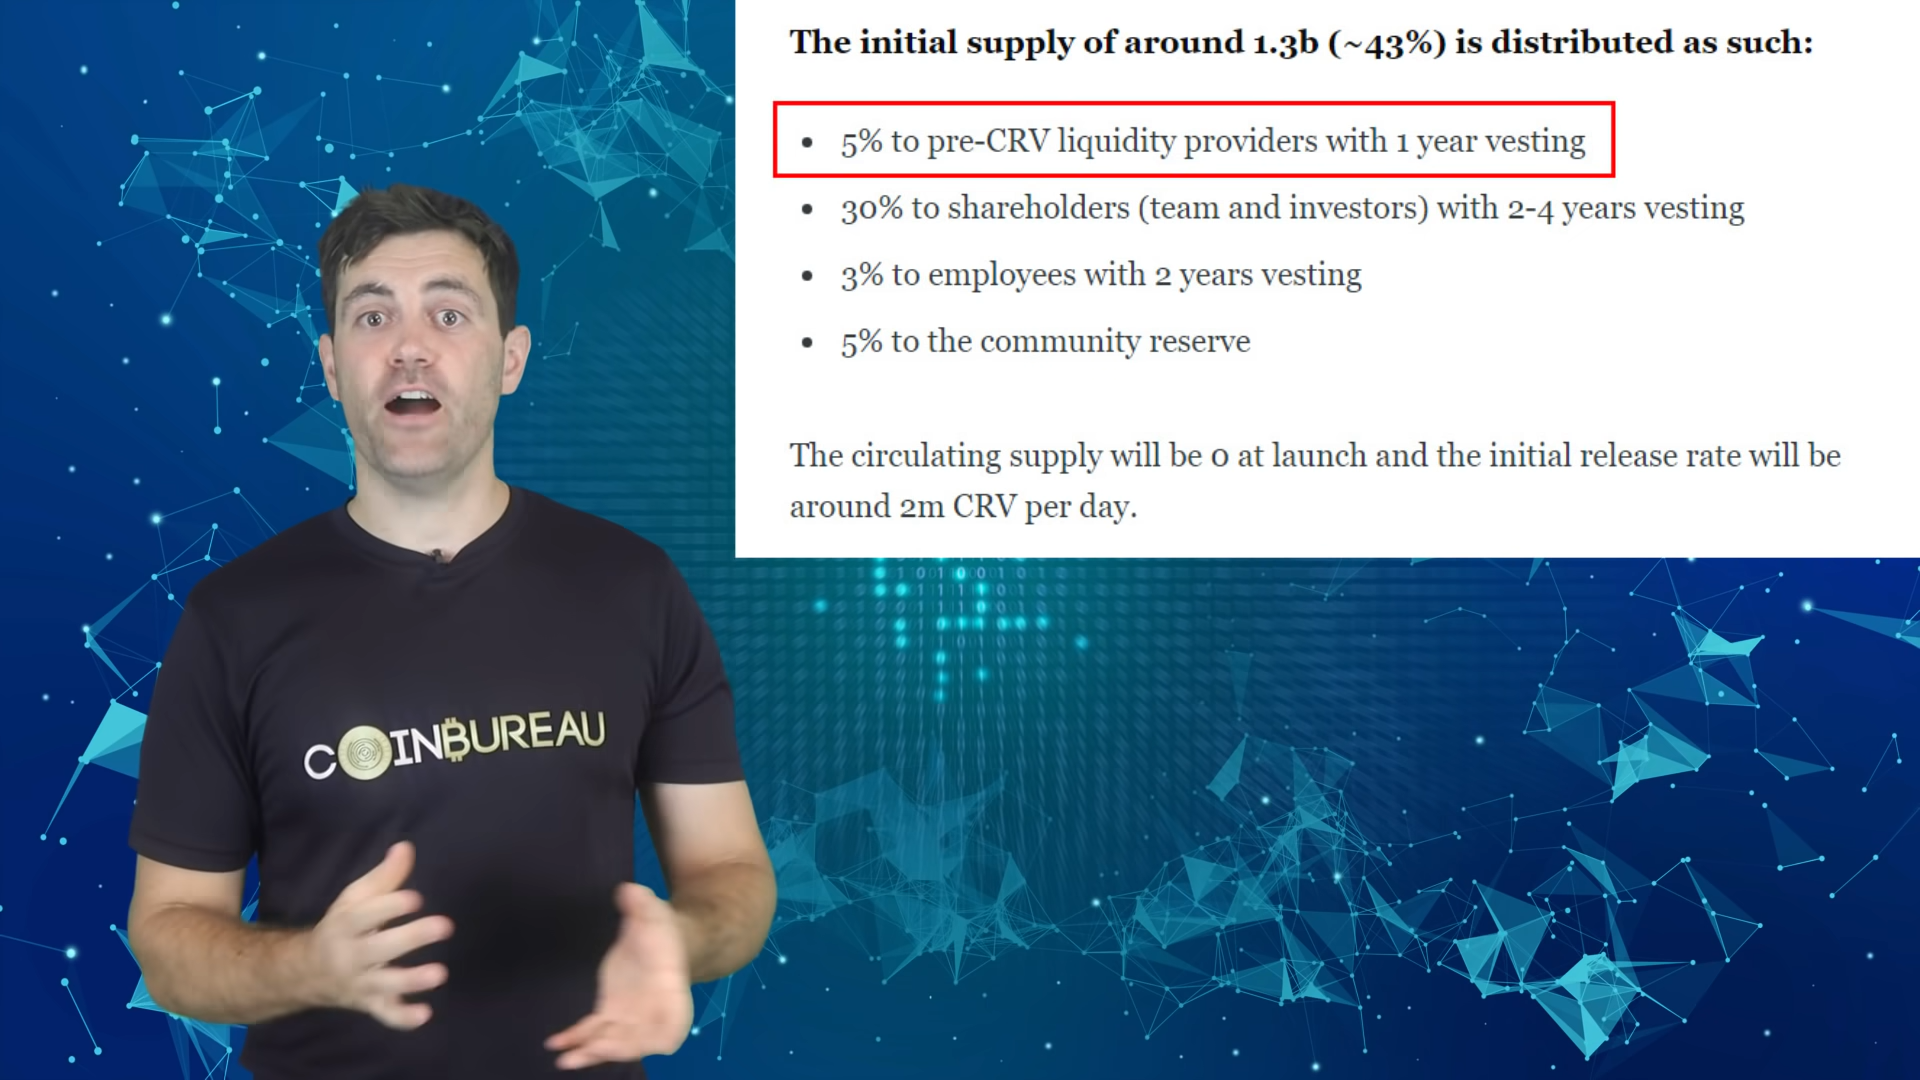 The initial supply of around 1.3b (~43%) is distributed as such:
• 5% to pre-CRV liquidity providers with 1 year vesting
• 30% to shareholders (team and investors) with 2-4 years vesting
• 3% to employees with 2 years vesting
• 5% to the community reserve
The circulating supply will be 0 at launch and the initial release rate will be
around 2m CRV per day.
COINBUREAU